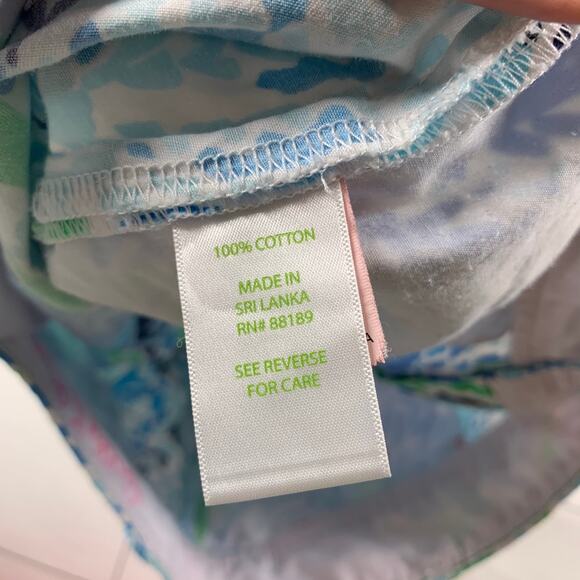 100% COTTON
MADE IN
SRI LANKA
RN# 88189
SEE REVERSE
FOR CARE
A